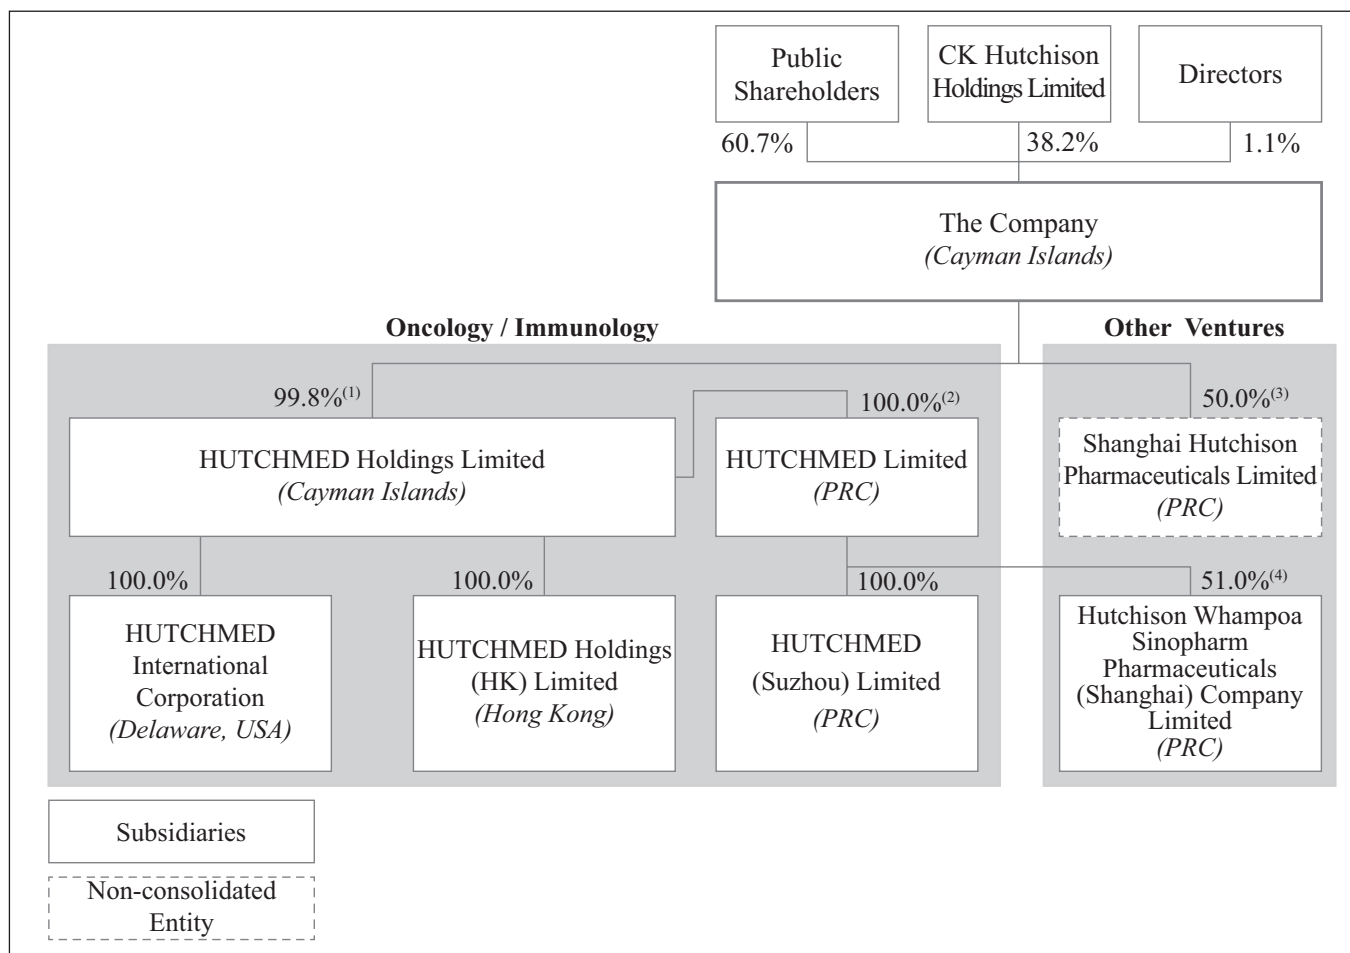 Public
Shareholders
CK Hutchison
Holdings Limited
Directors
60.7%
38.2%
1.1%
The Company
(Cayman Islands)
Oncology / Immunology
Other Ventures
99.8%(1)
100.0%(2)
50.0%(3)
HUTCHMED Holdings Limited
(Cayman Islands)
HUTCHMED Limited
(PRC)
Shanghai Hutchison
Pharmaceuticals Limited
(PRC)
100.0%
100.0%
100.0%
51.0%(4)
HUTCHMED
International
Corporation
(Delaware, USA)
HUTCHMED Holdings
(HK) Limited
(Hong Kong)
HUTCHMED
(Suzhou) Limited
(PRC)
Hutchison Whampoa
Sinopharm
Pharmaceuticals
(Shanghai) Company
Limited
(PRC)
Subsidiaries
Non-consolidated
Entity